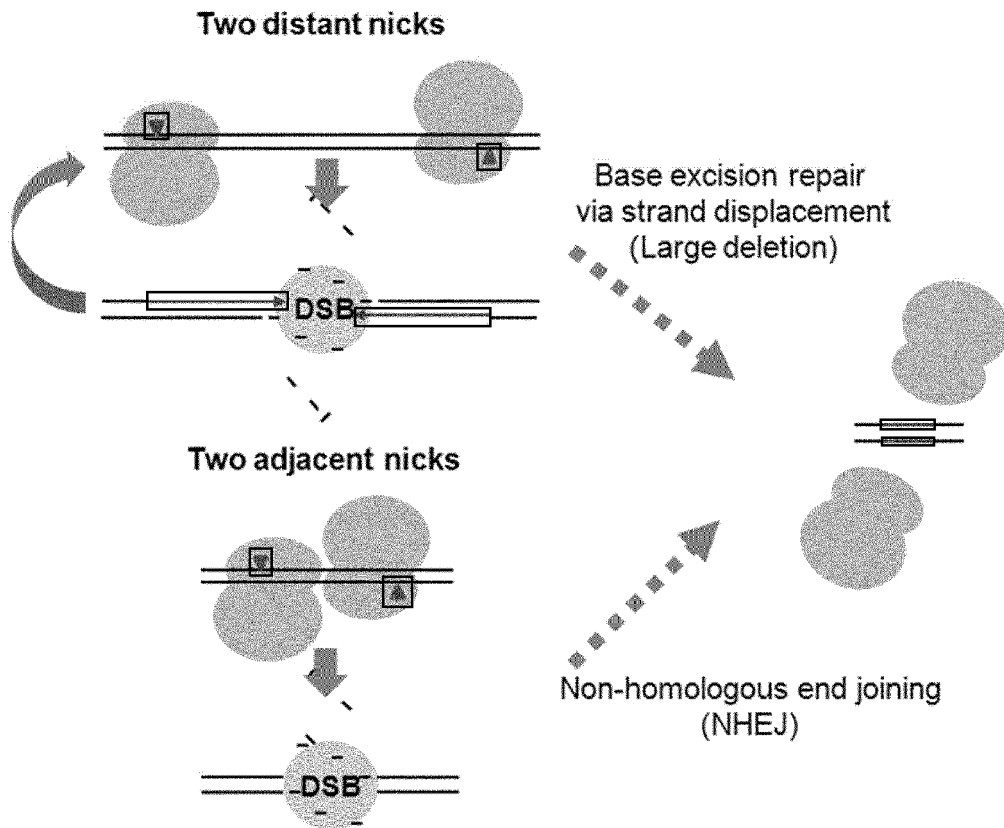 Two distant nicks
Base excision repair
via strand displacement
(Large deletion)
DSB
Two adjacent nicks
Non-homologous end joining
(NHEJ)
DSB